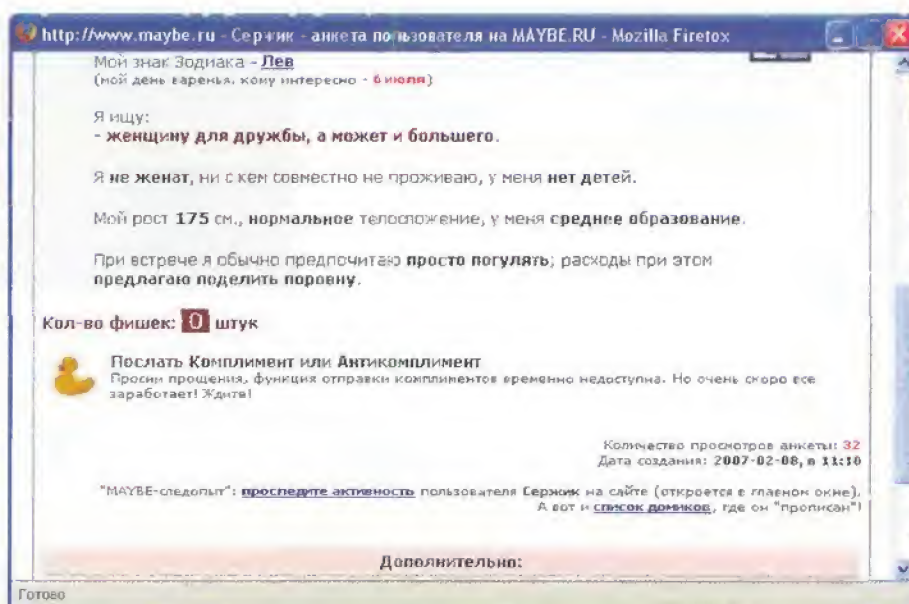 http://www.maybe.ru - Сержик - анкета пользователя на MAYBE.RU - Mozilla Firefox
Мой знак Зодиака - Лев
(мой день варенья, кому интересно - 6 июля)
Я ищу:
- женщину для дружбы, а может и большего.
Я не женат, ни с кем совместно не проживаю, у меня нет детей.
Мой рост 175 см., нормальное телосложение, у меня среднее образование.
При встрече я обычно предпочитаю просто погулять; расходы при этом
предлагаю поделить поровну.
Кол-во фишек: 0 штук
Послать Комплимент или Антикомплимент
Просим прощения, функция отправки комплиментов временно недоступна. Но очень скоро все
заработает! Ждите!
Количество просмотров анкеты: 32
Дата создания: 2007-02-08, в 11:10
"MAYBE-следопыт": проследите активность пользователя Сержик на сайте (откроется в главном окне).
А вот и список домиков, где он "прописан"!
Дополнительно:
Готово